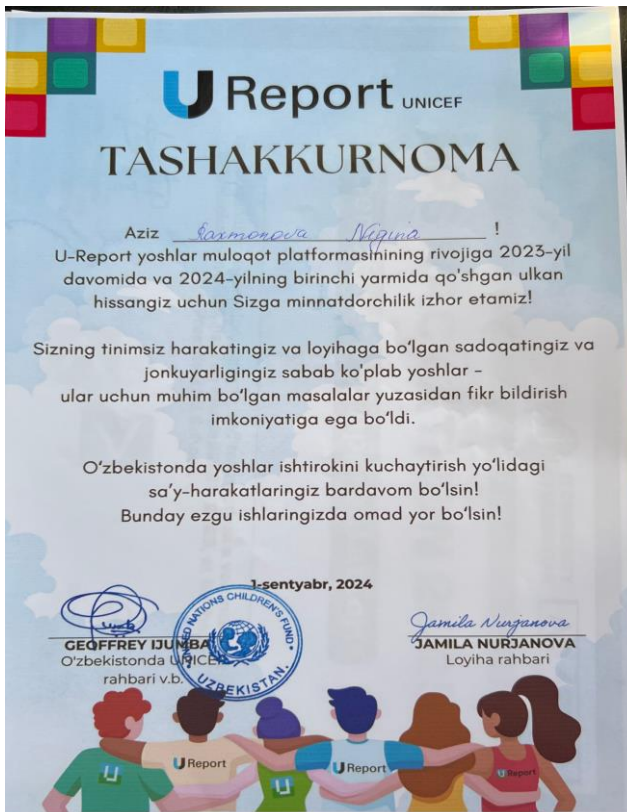 U Report UNICEF
TASHAKKURNOMA
Aziz Raxmonova Nigina !
U-Report yoshlar muloqot platformasining rivojiga 2023-yil
davomida va 2024-yilning birinchi yarmida qo'shgan ulkan
hissangiz uchun Sizga minnatdorchilik izhor etamiz!
Sizning tinimsiz harakatingiz va loyihaga bo‘lgan sadoqatingiz va
jonkuyarligingiz sabab ko'plab yoshlar –
ular uchun muhim bo‘lgan masalalar yuzasidan fikr bildirish
imkoniyatiga ega bo‘ldi.
O‘zbekistonda yoshlar ishtirokini kuchaytirish yo‘lidagi
sa’y-harakatlaringiz bardavom bo‘lsin!
Bunday ezgu ishlaringizda omad yor bo‘lsin!
1-sentyabr, 2024
UNITED NATIONS CHILDREN'S FUND
UZBEKISTAN
Jamila Nurjanova
GEOFFREY IJUMBA
JAMILA NURJANOVA
O'zbekistonda UNICEF
Loyiha rahbari
rahbari v.b.
U Report
U
U
U Report
U Report